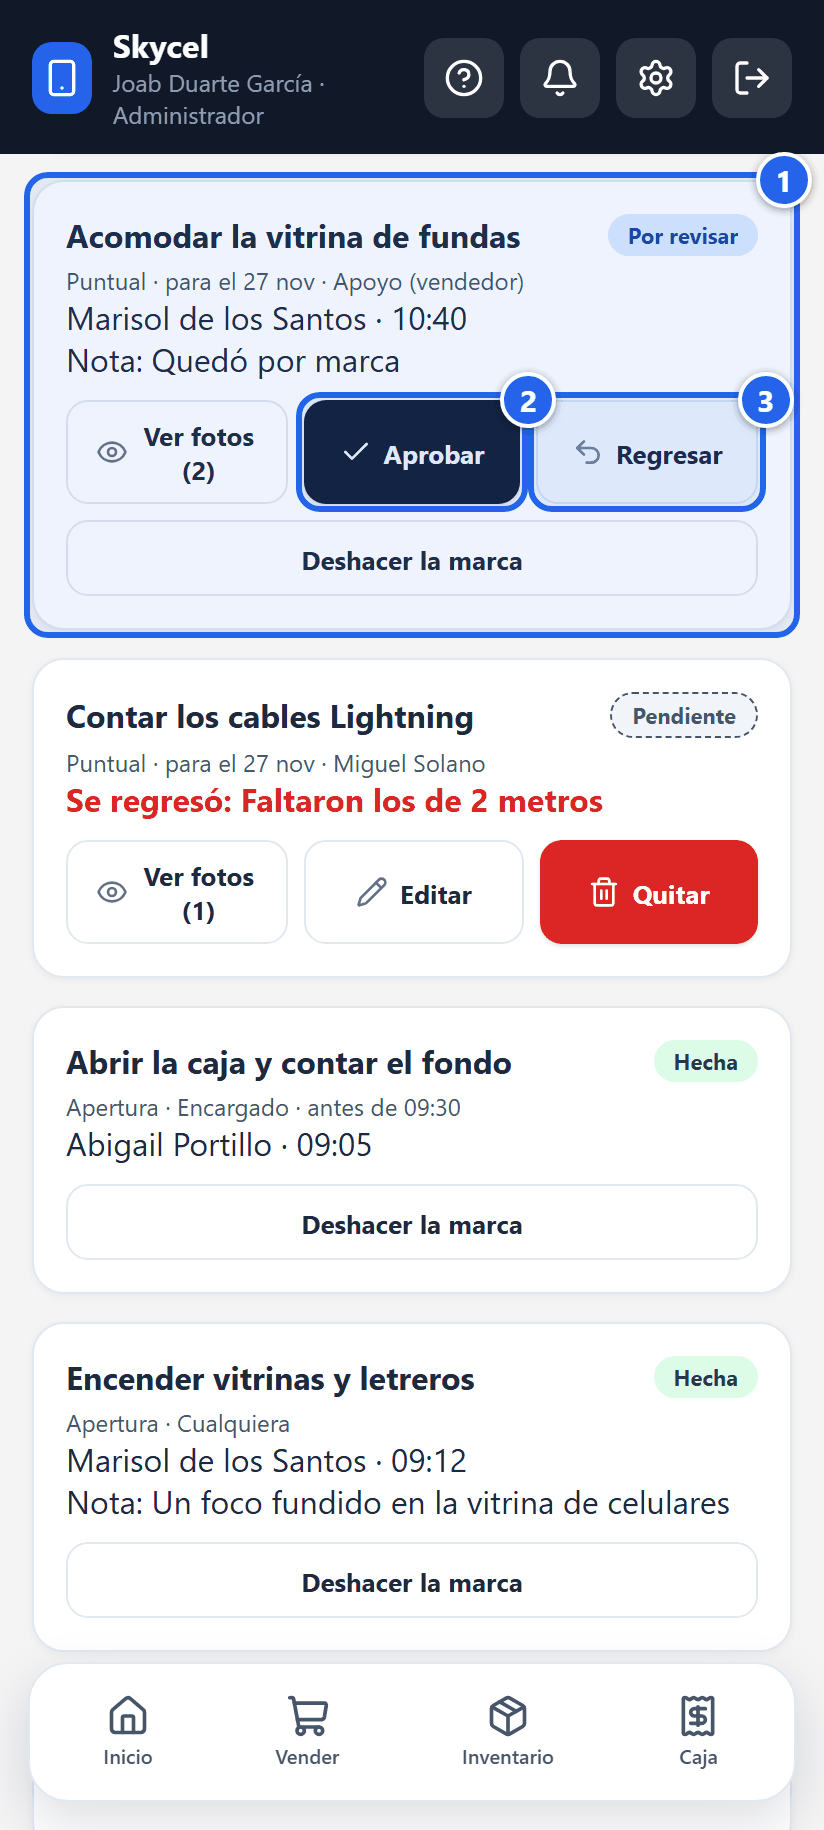 Skycel
Joab Duarte García ·
Administrador
1
Acomodar la vitrina de fundas
Por revisar
Puntual · para el 27 nov · Apoyo (vendedor)
Marisol de los Santos · 10:40
Nota: Quedó por marca
2
3
Ver fotos
(2)
Aprobar
Regresar
Deshacer la marca
Contar los cables Lightning
Pendiente
Puntual · para el 27 nov · Miguel Solano
Se regresó: Faltaron los de 2 metros
Ver fotos
(1)
Editar
Quitar
Abrir la caja y contar el fondo
Hecha
Apertura · Encargado · antes de 09:30
Abigail Portillo · 09:05
Deshacer la marca
Encender vitrinas y letreros
Hecha
Apertura · Cualquiera
Marisol de los Santos · 09:12
Nota: Un foco fundido en la vitrina de celulares
Deshacer la marca
Inicio
Vender
Inventario
Caja